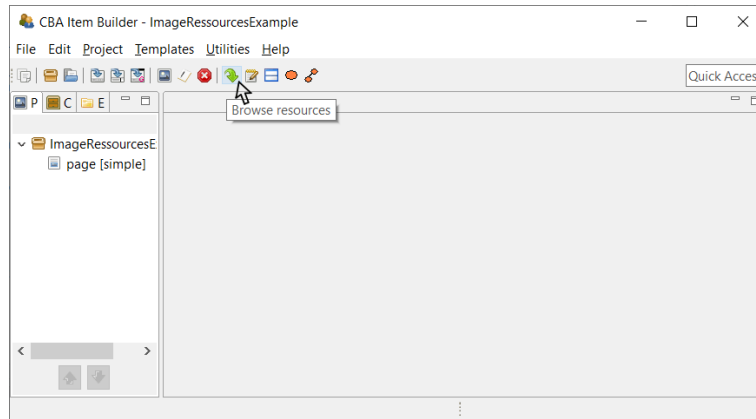 CBA Item Builder - ImageRessourcesExample
File Edit Project Templates Utilities Help
Quick Acces
P C E
Browse resources
ImageRessourcesE
page [simple]